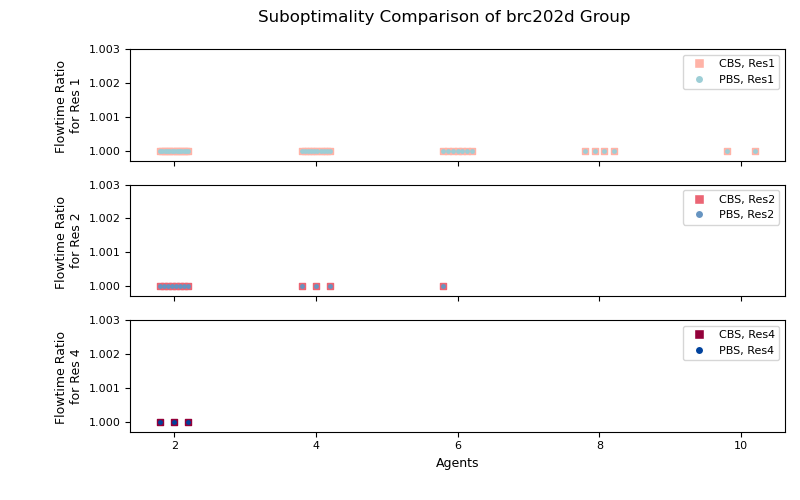 Suboptimality Comparison of brc202d Group
Flowtime Ratio
for Res 1
1.003
1.002
1.001
1.000
CBS, Res1
PBS, Res1
Flowtime Ratio
for Res 2
1.003
1.002
1.001
1.000
CBS, Res2
PBS, Res2
Flowtime Ratio
for Res 4
1.003
1.002
1.001
1.000
CBS, Res4
PBS, Res4
2 4 6 8 10
Agents